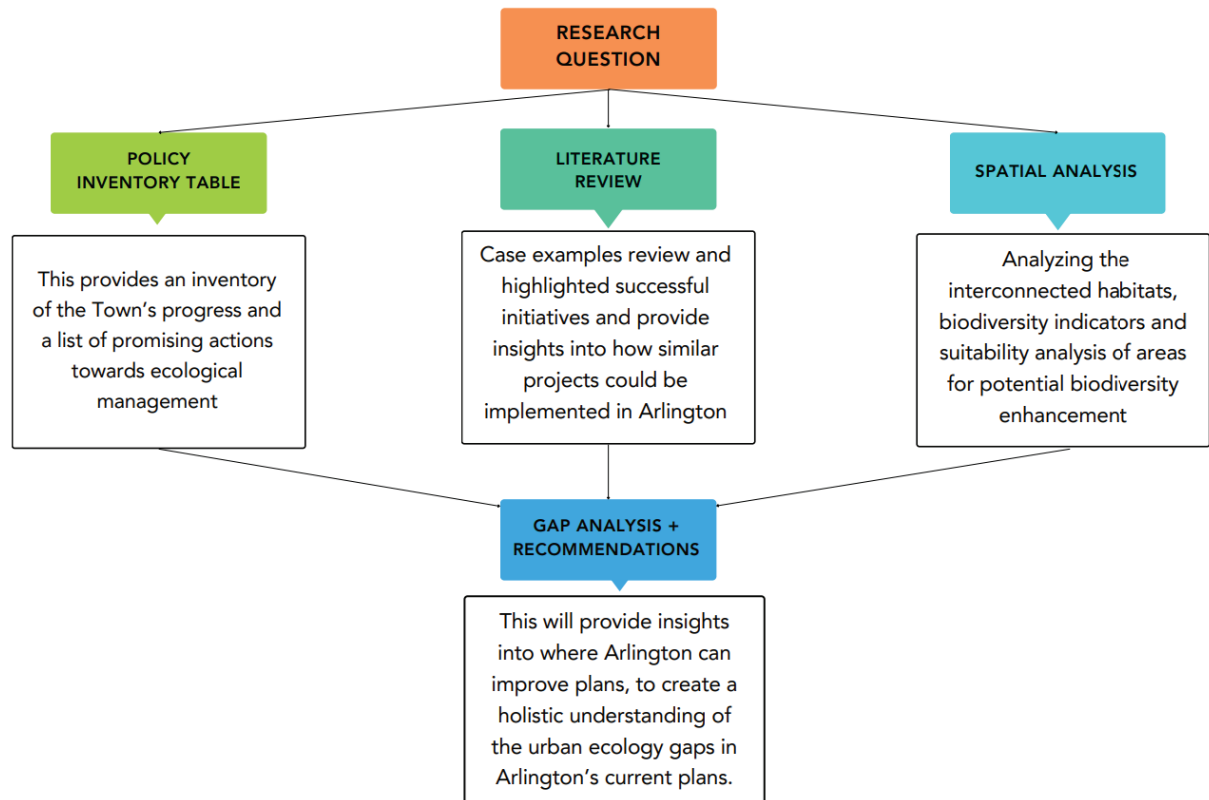 RESEARCH
QUESTION
POLICY
INVENTORY TABLE
This provides an inventory
of the Town's progress and
a list of promising actions
towards ecological
management
LITERATURE
REVIEW
Case examples review and
highlighted successful
initiatives and provide
insights into how similar
projects could be
implemented in Arlington
SPATIAL ANALYSIS
Analyzing the
interconnected habitats,
biodiversity indicators and
suitability analysis of areas
for potential biodiversity
enhancement
GAP ANALYSIS +
RECOMMENDATIONS
This will provide insights
into where Arlington can
improve plans, to create a
holistic understanding of
the urban ecology gaps in
Arlington's current plans.